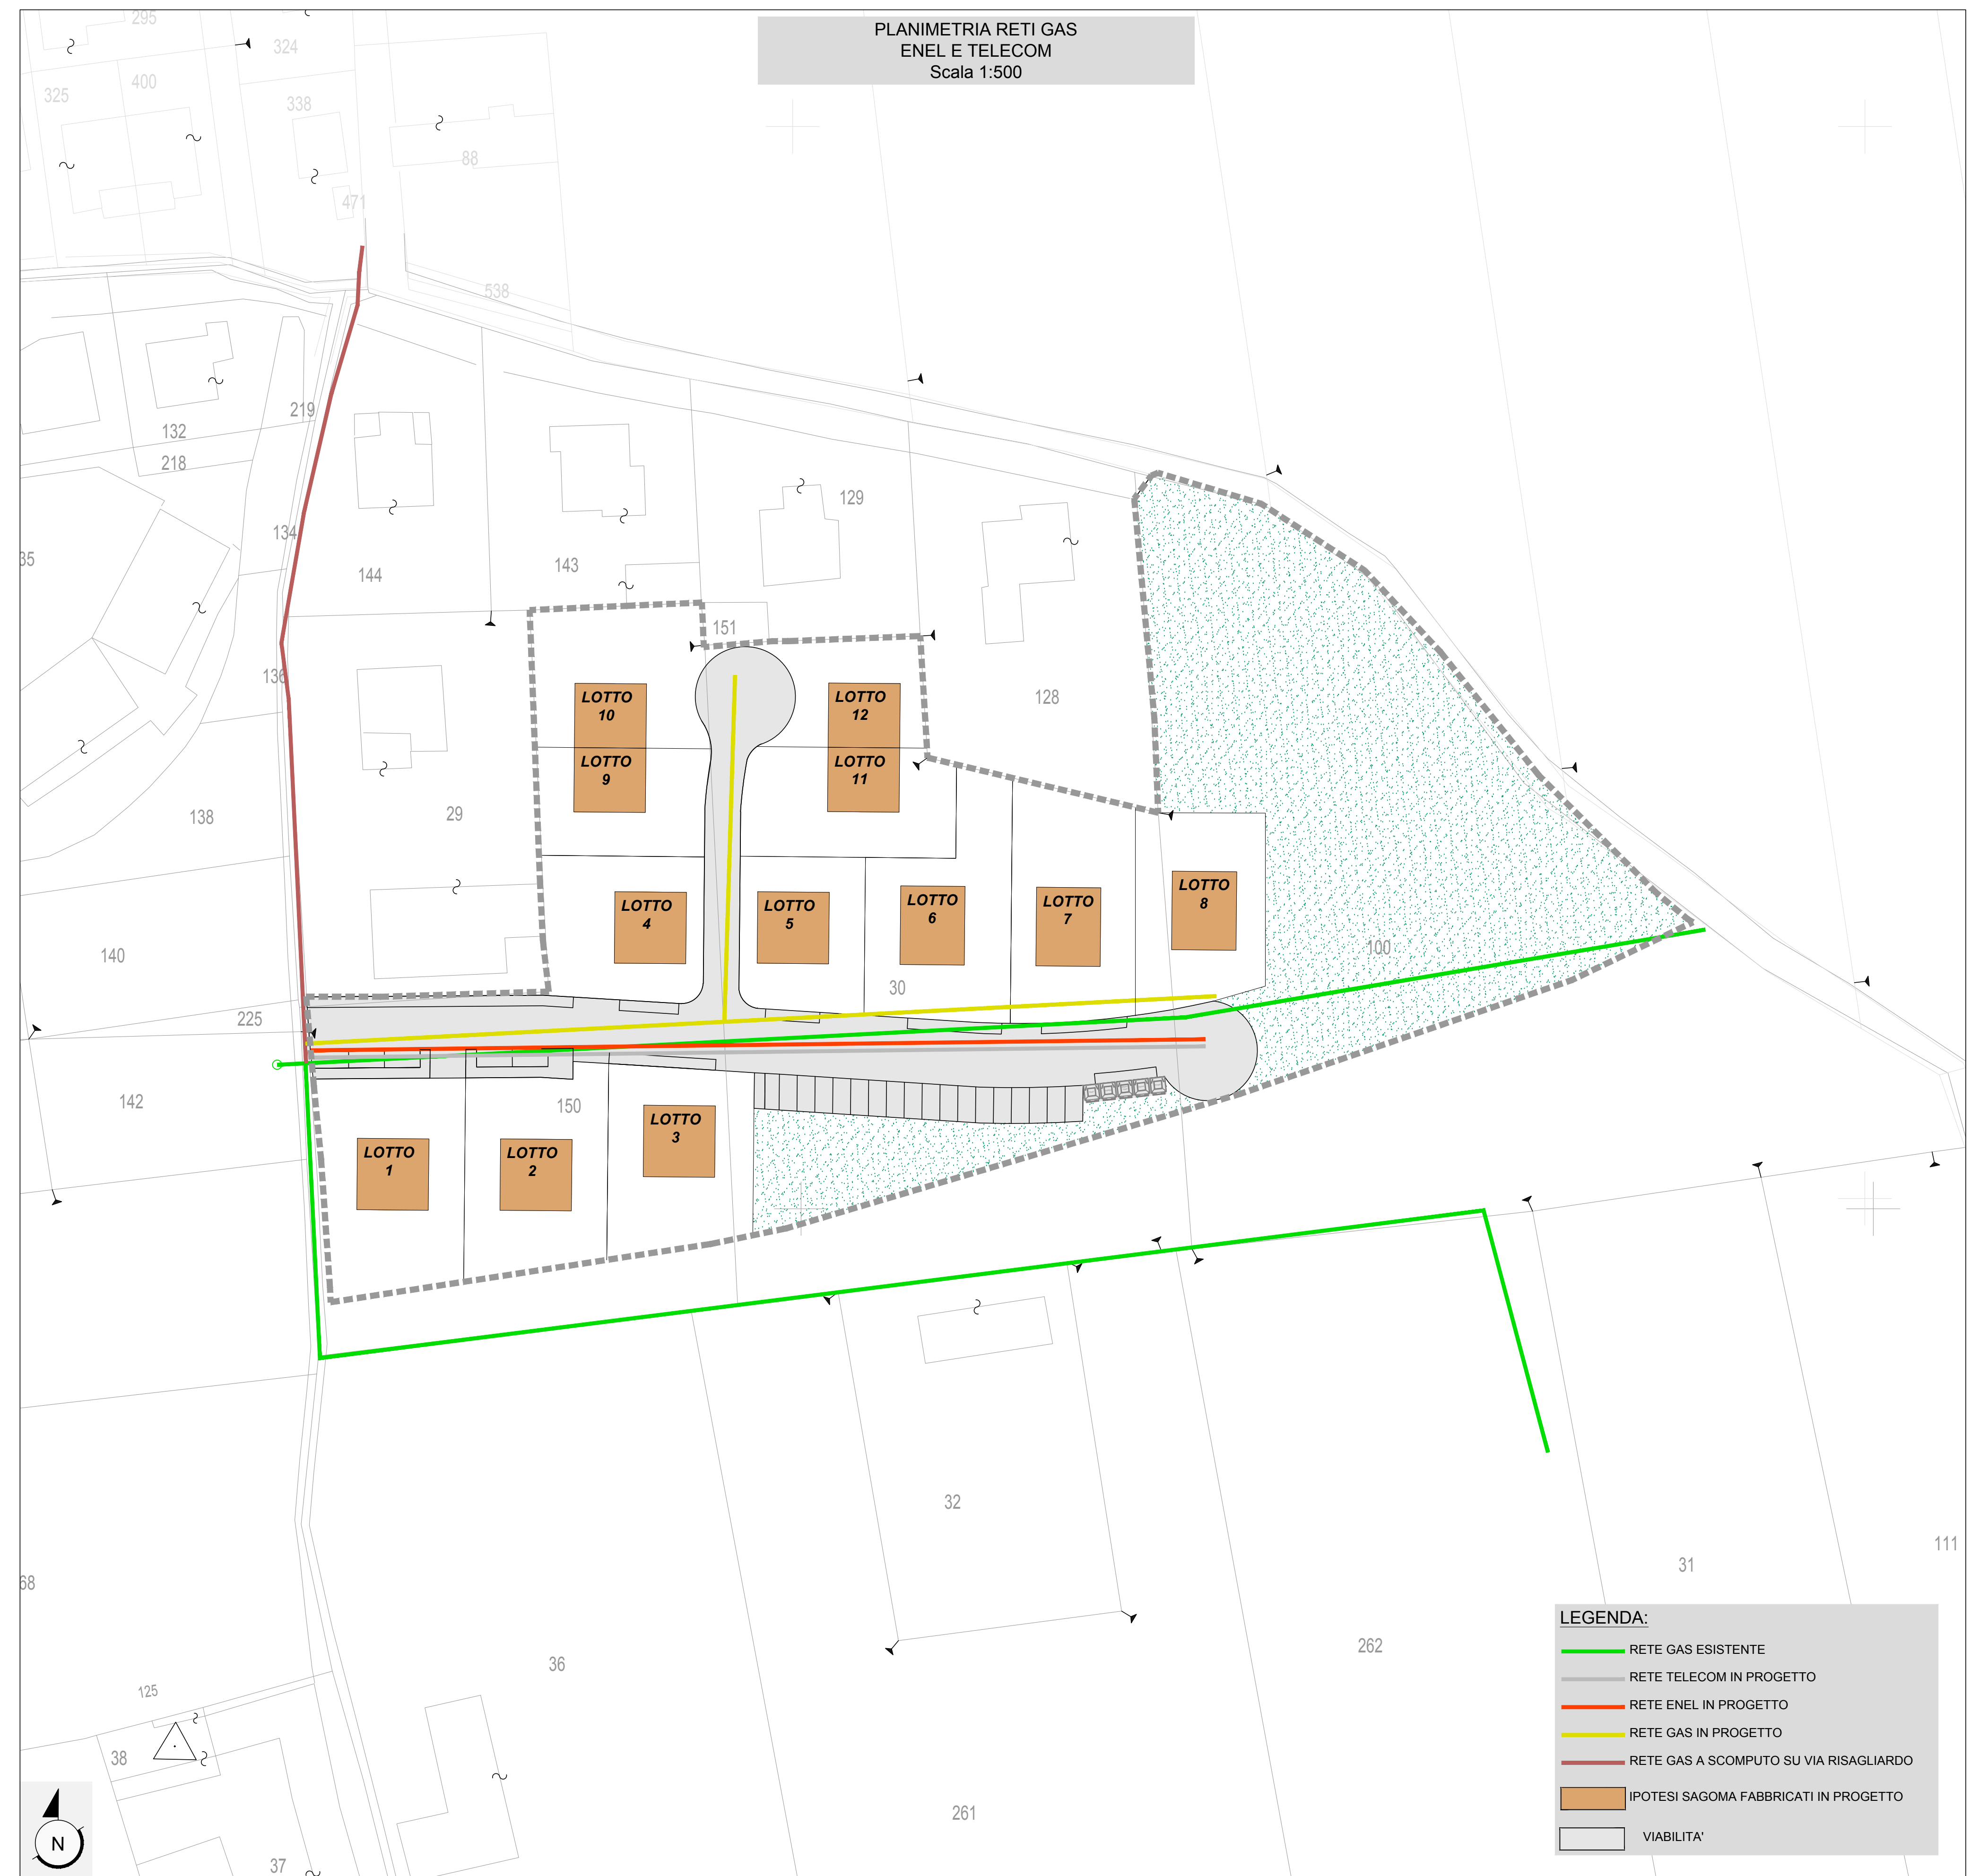 PLANIMETRIA RETI GAS
ENEL E TELECOM
Scala 1:500
295
324
400
325
338
88
471
538
219
132
218
129
134
35
144
143
151
136
128
LOTTO
10
LOTTO
12
LOTTO
9
LOTTO
11
138
29
LOTTO
4
LOTTO
5
LOTTO
6
LOTTO
7
LOTTO
8
140
100
30
225
142
150
LOTTO
1
LOTTO
2
LOTTO
3
32
111
31
68
262
36
125
38
261
37
N
LEGENDA:
RETE GAS ESISTENTE
RETE TELECOM IN PROGETTO
RETE ENEL IN PROGETTO
RETE GAS IN PROGETTO
RETE GAS A SCOMPUTO SU VIA RISAGLIARDO
IPOTESI SAGOMA FABBRICATI IN PROGETTO
VIABILITA'